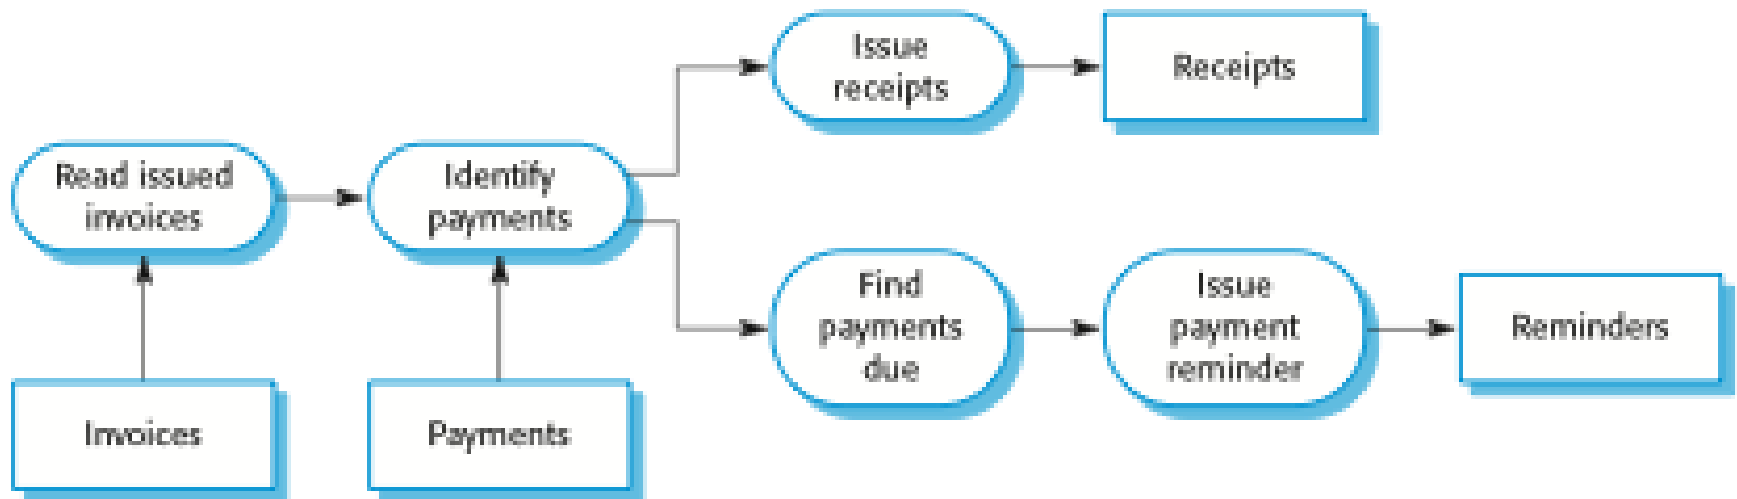 Issue
receipts
Receipts
Read issued
invoices
Identify
payments
Find
payments
due
Issue
payment
reminder
Reminders
Invoices
Payments